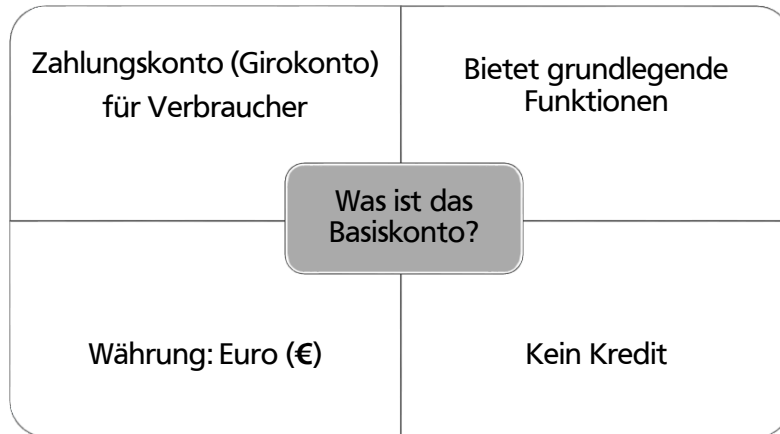 Zahlungskonto (Girokonto)
für Verbraucher
Bietet grundlegende
Funktionen
Was ist das
Basiskonto?
Währung: Euro (€)
Kein Kredit